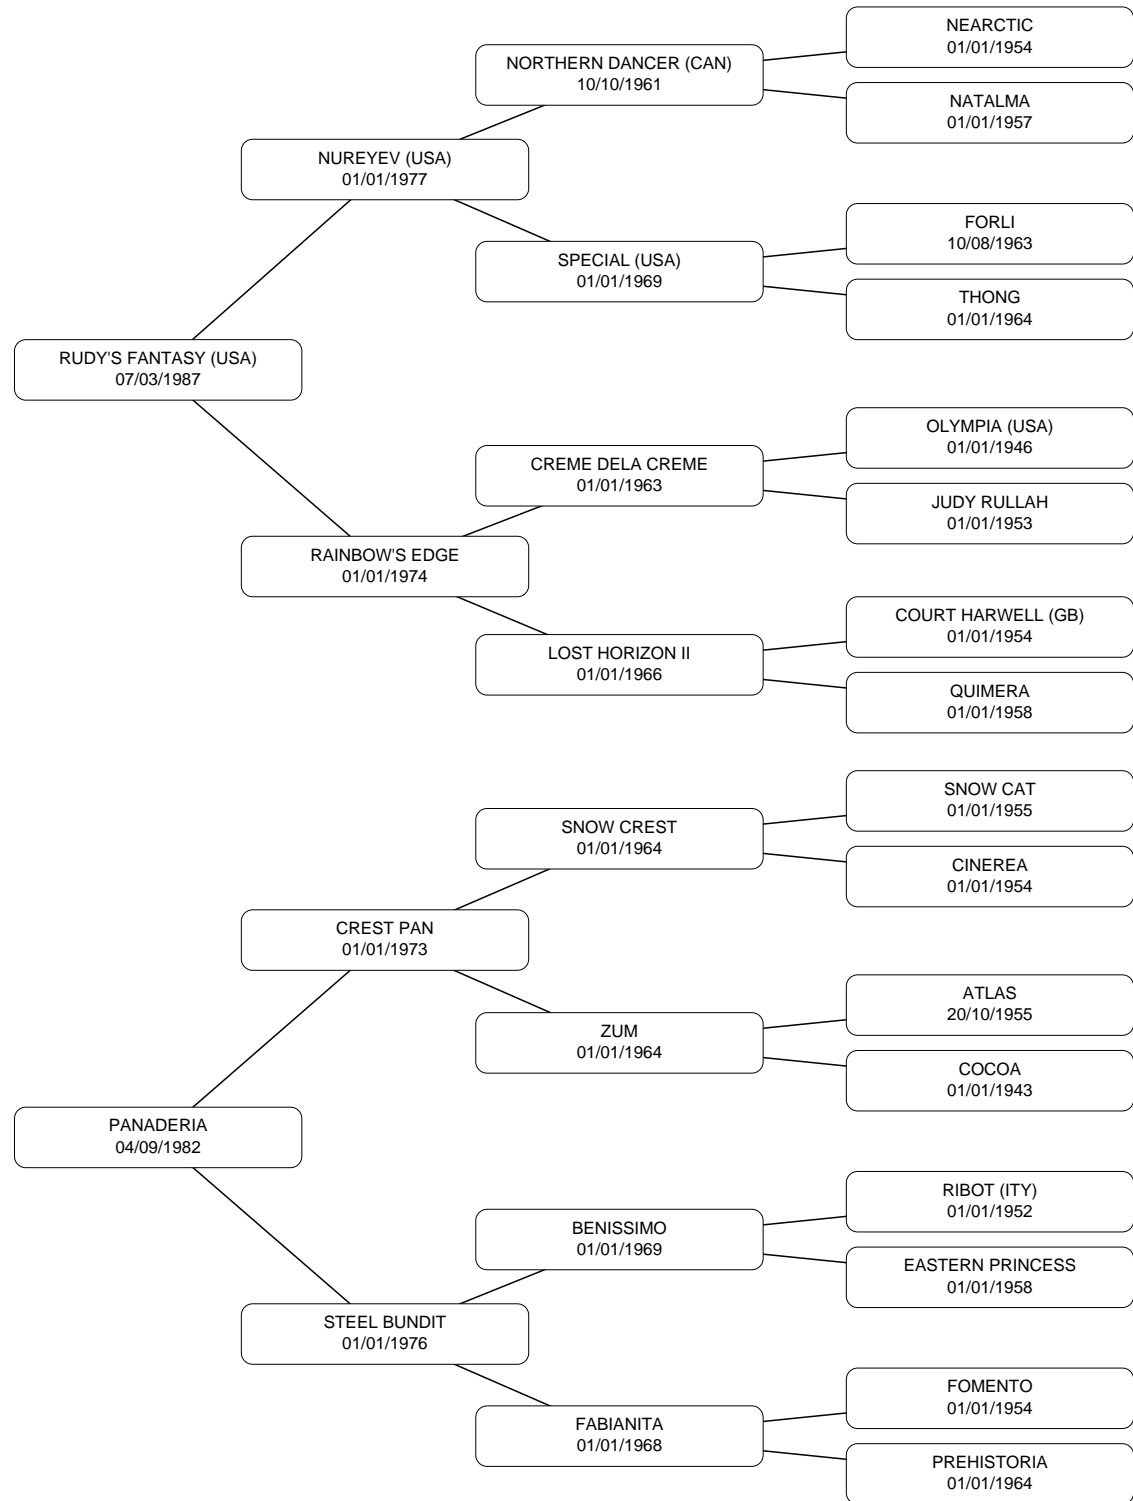 NEARCTIC
01/01/1954
NORTHERN DANCER (CAN)
10/10/1961
NATALMA
01/01/1957
NUREYEV (USA)
01/01/1977
FORLI
10/08/1963
SPECIAL (USA)
01/01/1969
THONG
01/01/1964
RUDY'S FANTASY (USA)
07/03/1987
OLYMPIA (USA)
01/01/1946
CREME DELA CREME
01/01/1963
JUDY RULLAH
01/01/1953
RAINBOW'S EDGE
01/01/1974
COURT HARWELL (GB)
01/01/1954
LOST HORIZON II
01/01/1966
QUIMERA
01/01/1958
SNOW CAT
01/01/1955
SNOW CREST
01/01/1964
CINEREA
01/01/1954
CREST PAN
01/01/1973
ATLAS
20/10/1955
ZUM
01/01/1964
COCOA
01/01/1943
PANADERIA
04/09/1982
RIBOT (ITY)
01/01/1952
BENISSIMO
01/01/1969
EASTERN PRINCESS
01/01/1958
STEEL BUNDIT
01/01/1976
FOMENTO
01/01/1954
FABIANITA
01/01/1968
PREHISTORIA
01/01/1964